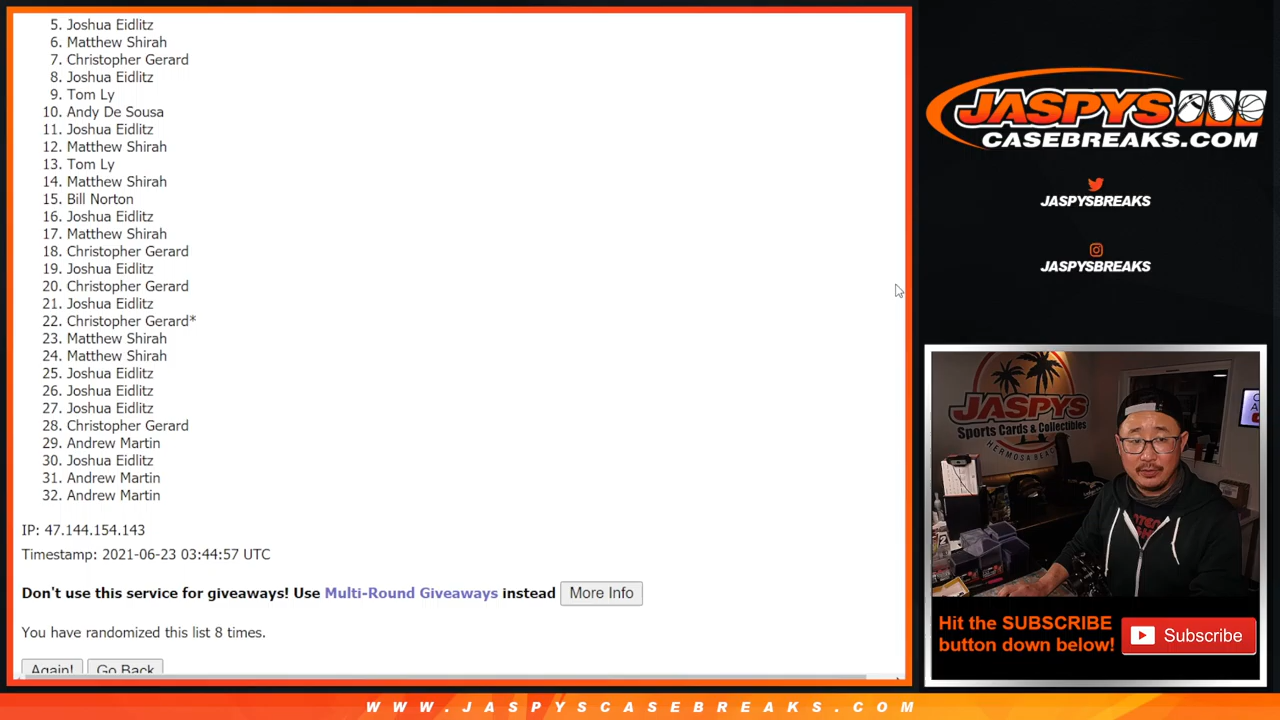 5. Joshua Eidlitz
6. Matthew Shirah
7. Christopher Gerard
8. Joshua Eidlitz
9. Tom Ly
10. Andy De Sousa
11. Joshua Eidlitz
12. Matthew Shirah
13. Tom Ly
14. Matthew Shirah
15. Bill Norton
16. Joshua Eidlitz
17. Matthew Shirah
18. Christopher Gerard
19. Joshua Eidlitz
20. Christopher Gerard
21. Joshua Eidlitz
22. Christopher Gerard*
23. Matthew Shirah
24. Matthew Shirah
25. Joshua Eidlitz
26. Joshua Eidlitz
27. Joshua Eidlitz
28. Christopher Gerard
29. Andrew Martin
30. Joshua Eidlitz
31. Andrew Martin
32. Andrew Martin
IP: 47.144.154.143
Timestamp: 2021-06-23 03:44:57 UTC
Don't use this service for giveaways! Use Multi-Round Giveaways instead More Info
You have randomized this list 8 times.
Again! Go Back
JASPYS
CASEBREAKS.COM
JASPYSBREAKS
JASPYSBREAKS
JASPYS
Sports Cards & Collectibles
HERMOSA BEACH
Hit the SUBSCRIBE
button down below!
Subscribe
WWW.JASPYSCASEBREAKS.COM